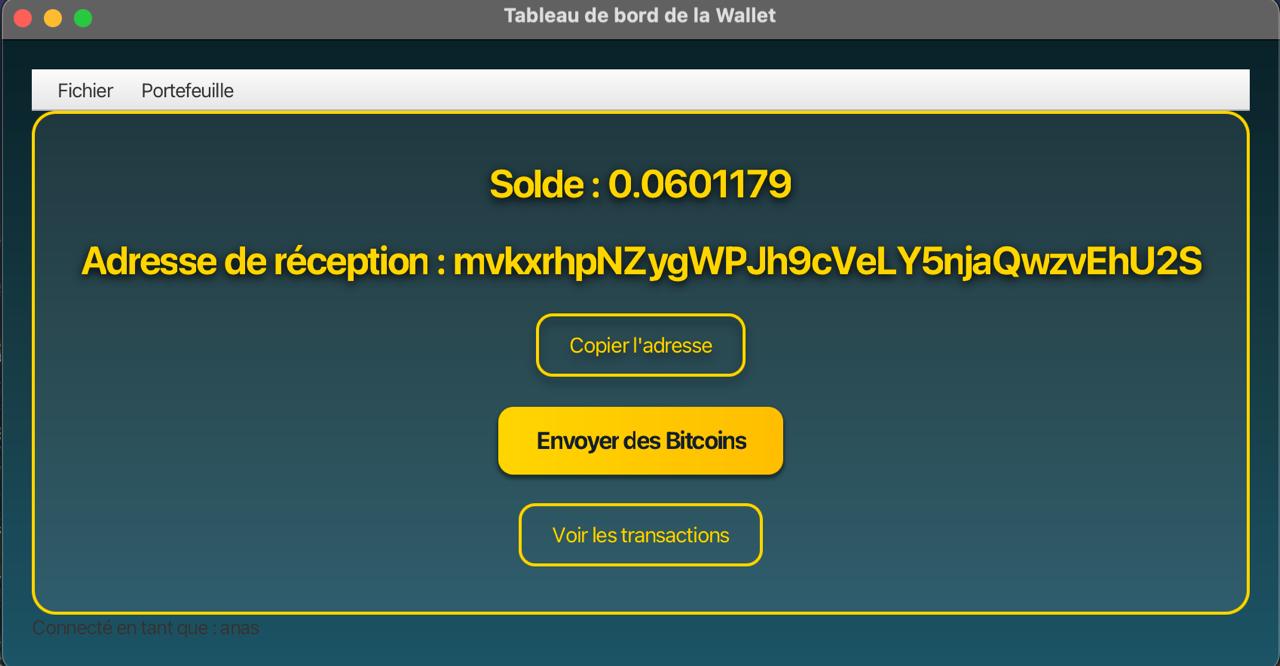 Tableau de bord de la Wallet
Fichier Portefeuille
Solde : 0.0601179
Adresse de réception : mvkxrhpNZygWPJh9cVeLY5njaQwzvEhU2S
Copier l'adresse
Envoyer des Bitcoins
Voir les transactions
Connecté en tant que : anas